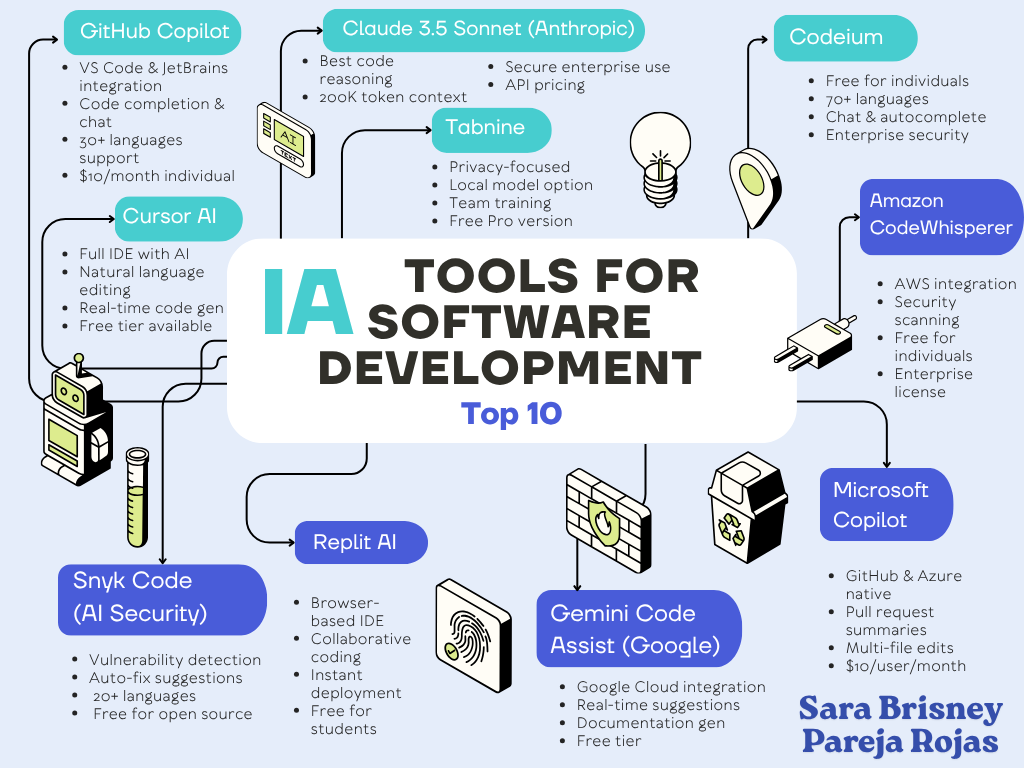 GitHub Copilot
VS Code & JetBrains
integration
Code completion &
chat
30+ languages
support
$10/month individual
Claude 3.5 Sonnet (Anthropic)
Best code
reasoning
200K token context
Secure enterprise use
API pricing
Codeium
Free for individuals
70+ languages
Chat & autocomplete
Enterprise security
AI
TEXT
Tabnine
Privacy-focused
Local model option
Team training
Free Pro version
Cursor AI
Full IDE with AI
Natural language
editing
Real-time code gen
Free tier available
Amazon
CodeWhisperer
AWS integration
Security
scanning
Free for
individuals
Enterprise
license
IA TOOLS FOR
SOFTWARE
DEVELOPMENT
Top 10
Snyk Code
(AI Security)
Vulnerability detection
Auto-fix suggestions
20+ languages
Free for open source
Replit AI
Browser-
based IDE
Collaborative
coding
Instant
deployment
Free for
students
Gemini Code
Assist (Google)
Google Cloud integration
Real-time suggestions
Documentation gen
Free tier
Microsoft
Copilot
GitHub & Azure
native
Pull request
summaries
Multi-file edits
$10/user/month
Sara Brisney
Pareja Rojas